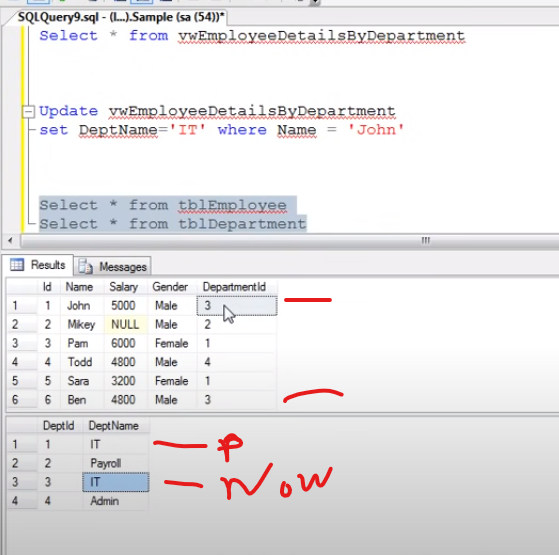 SQLQuery9.sql - (l...).Sample (sa (54))*
Select * from vwEmployeeDetailsByDepartment
Update vwEmployeeDetailsByDepartment
set DeptName='IT' where Name = 'John'
Select * from tblEmployee
Select * from tblDepartment
Results Messages
Id Name Salary Gender DepartmentId
1 1 John 5000 Male 3
2 2 Mikey NULL Male 2
3 3 Pam 6000 Female 1
4 4 Todd 4800 Male 4
5 5 Sara 3200 Female 1
6 6 Ben 4800 Male 3
DeptId DeptName
1 1 IT P
2 2 Payroll
3 3 IT Now
4 4 Admin